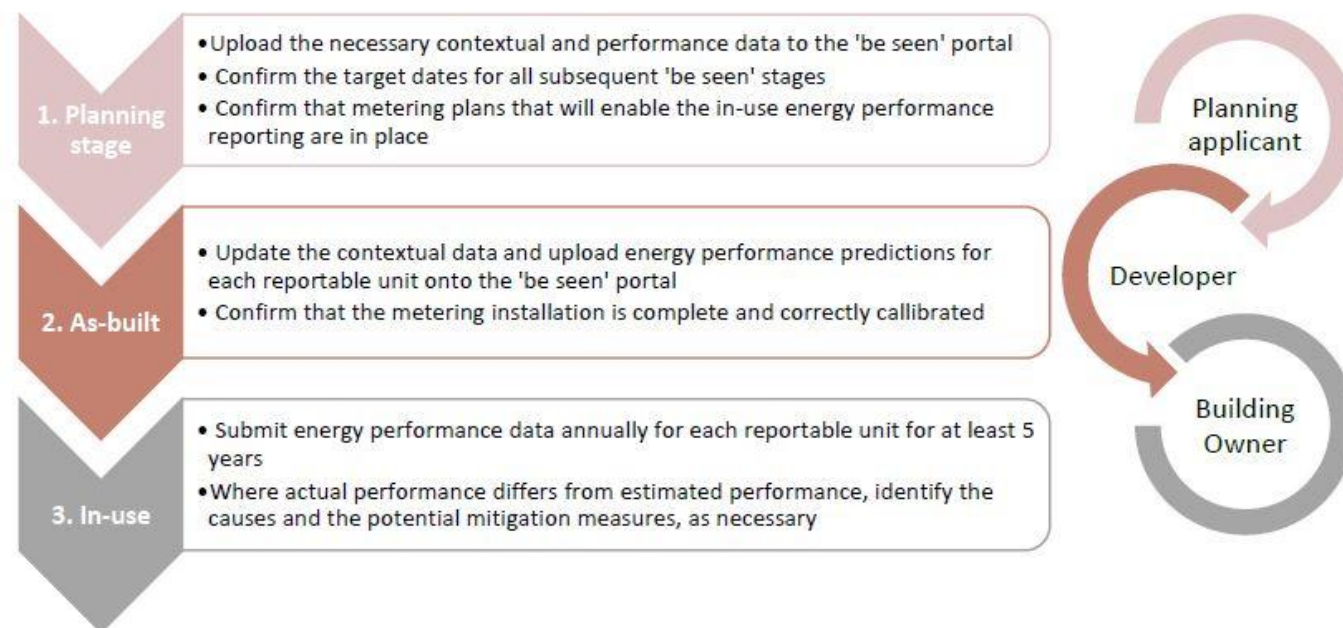 1. Planning
stage
•Upload the necessary contextual and performance data to the 'be seen' portal
• Confirm the target dates for all subsequent 'be seen' stages
• Confirm that metering plans that will enable the in-use energy performance
reporting are in place
Planning
applicant
2. As-built
• Update the contextual data and upload energy performance predictions for
each reportable unit onto the 'be seen' portal
• Confirm that the metering installation is complete and correctly callibrated
Developer
3. In-use
• Submit energy performance data annually for each reportable unit for at least 5
years
•Where actual performance differs from estimated performance, identify the
causes and the potential mitigation measures, as necessary
Building
Owner